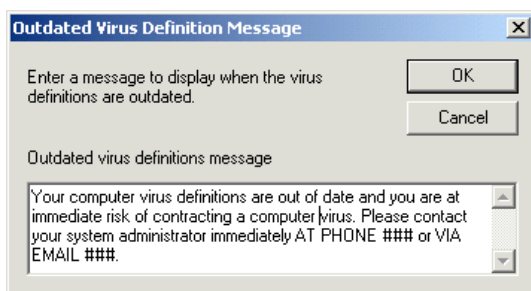 Outdated Virus Definition Message
Enter a message to display when the virus
definitions are outdated.
OK
Cancel
Outdated virus definitions message
Your computer virus definitions are out of date and you are at
immediate risk of contracting a computer virus. Please contact
your system administrator immediately AT PHONE ### or VIA
EMAIL ###.